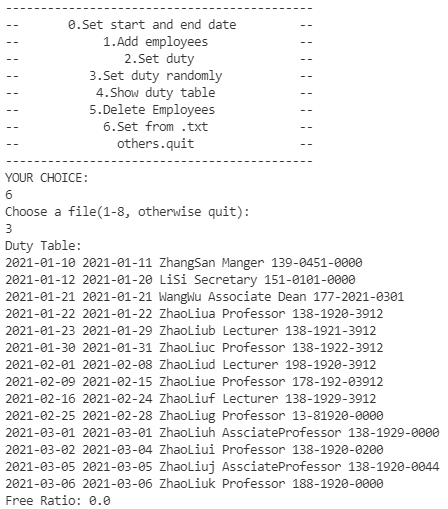 --------------------------------------------
--       0.Set start and end date         --
--            1.Add employees             --
--               2.Set duty               --
--          3.Set duty randomly           --
--           4.Show duty table            --
--          5.Delete Employees            --
--            6.Set from .txt             --
--              others.quit               --
--------------------------------------------
YOUR CHOICE:
6
Choose a file(1-8, otherwise quit):
3
Duty Table:
2021-01-10 2021-01-11 ZhangSan Manger 139-0451-0000
2021-01-12 2021-01-20 LiSi Secretary 151-0101-0000
2021-01-21 2021-01-21 WangWu Associate Dean 177-2021-0301
2021-01-22 2021-01-22 ZhaoLiua Professor 138-1920-3912
2021-01-23 2021-01-29 ZhaoLiub Lecturer 138-1921-3912
2021-01-30 2021-01-31 ZhaoLiuc Professor 138-1922-3912
2021-02-01 2021-02-08 ZhaoLiud Lecturer 198-1920-3912
2021-02-09 2021-02-15 ZhaoLiue Professor 178-192-03912
2021-02-16 2021-02-24 ZhaoLiuf Lecturer 138-1929-3912
2021-02-25 2021-02-28 ZhaoLiug Professor 13-81920-0000
2021-03-01 2021-03-01 ZhaoLiuh AssciateProfessor 138-1929-0000
2021-03-02 2021-03-04 ZhaoLiui Professor 138-1920-0200
2021-03-05 2021-03-05 ZhaoLiuj AssciateProfessor 138-1920-0044
2021-03-06 2021-03-06 ZhaoLiuk Professor 188-1920-0000
Free Ratio: 0.0